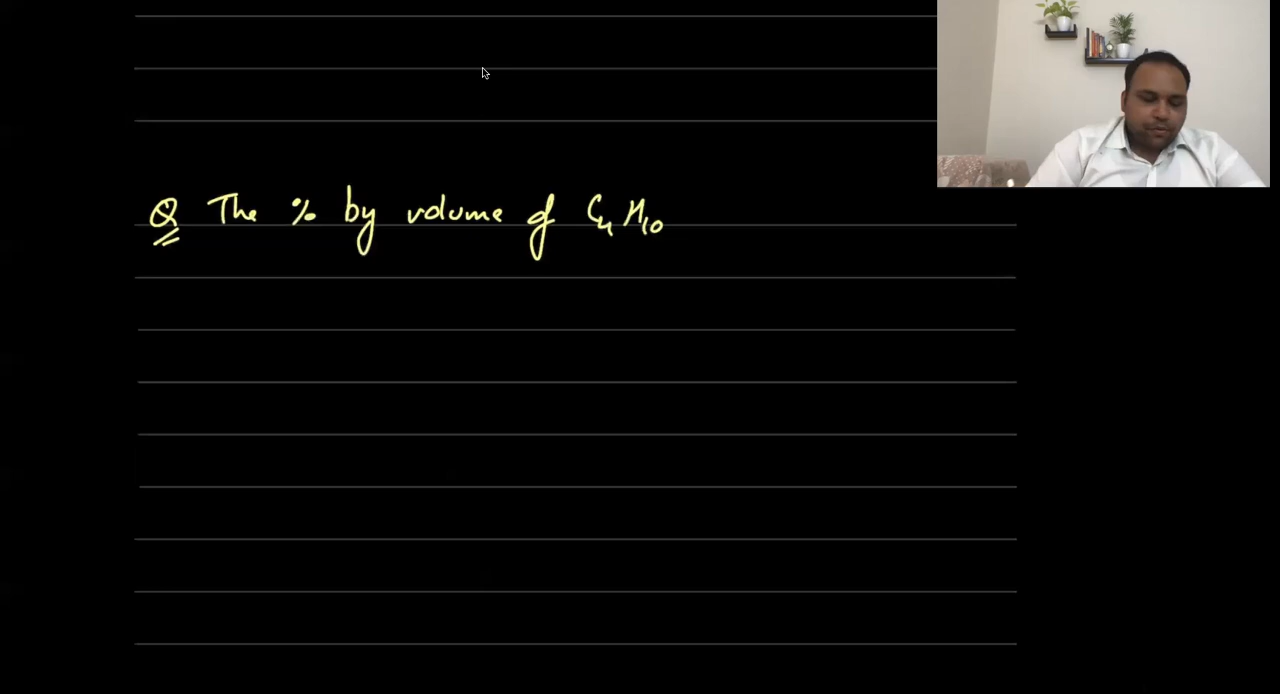 Q The % by volume of C₄H₁₀